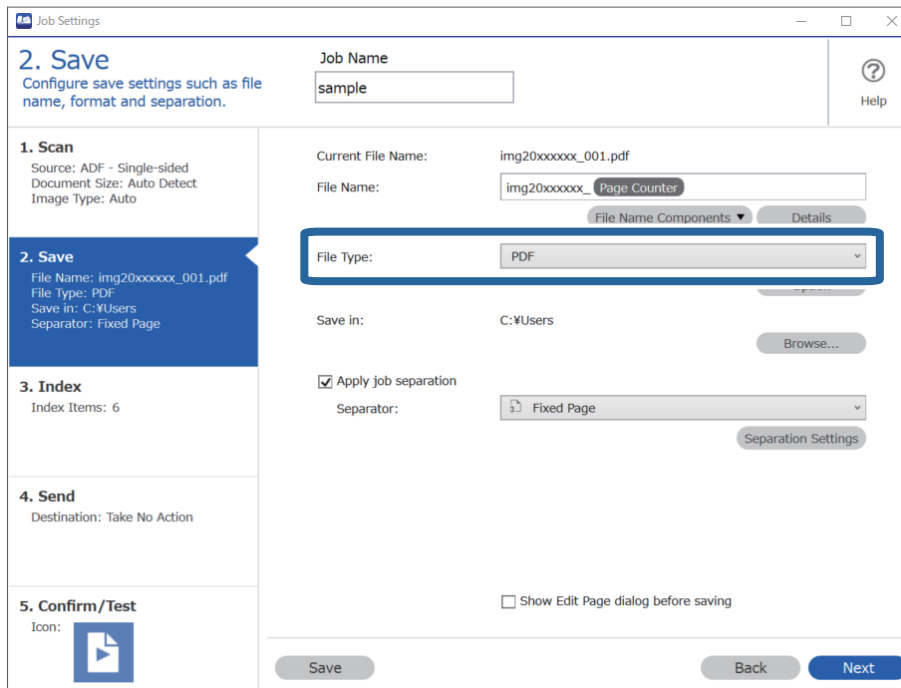 Job Settings
2. Save
Configure save settings such as file
name, format and separation.
Job Name
sample
Help
1. Scan
Source: ADF - Single-sided
Document Size: Auto Detect
Image Type: Auto
2. Save
File Name: img20xxxxxx_001.pdf
File Type: PDF
Save in: C:¥Users
Separator: Fixed Page
3. Index
Index Items: 6
4. Send
Destination: Take No Action
5. Confirm/Test
Icon:
Current File Name: img20xxxxxx_001.pdf
File Name: img20xxxxxx_ Page Counter
File Name Components Details
File Type: PDF
Save in: C:¥Users
Browse...
Apply job separation
Separator: Fixed Page
Separation Settings
Show Edit Page dialog before saving
Save Back Next